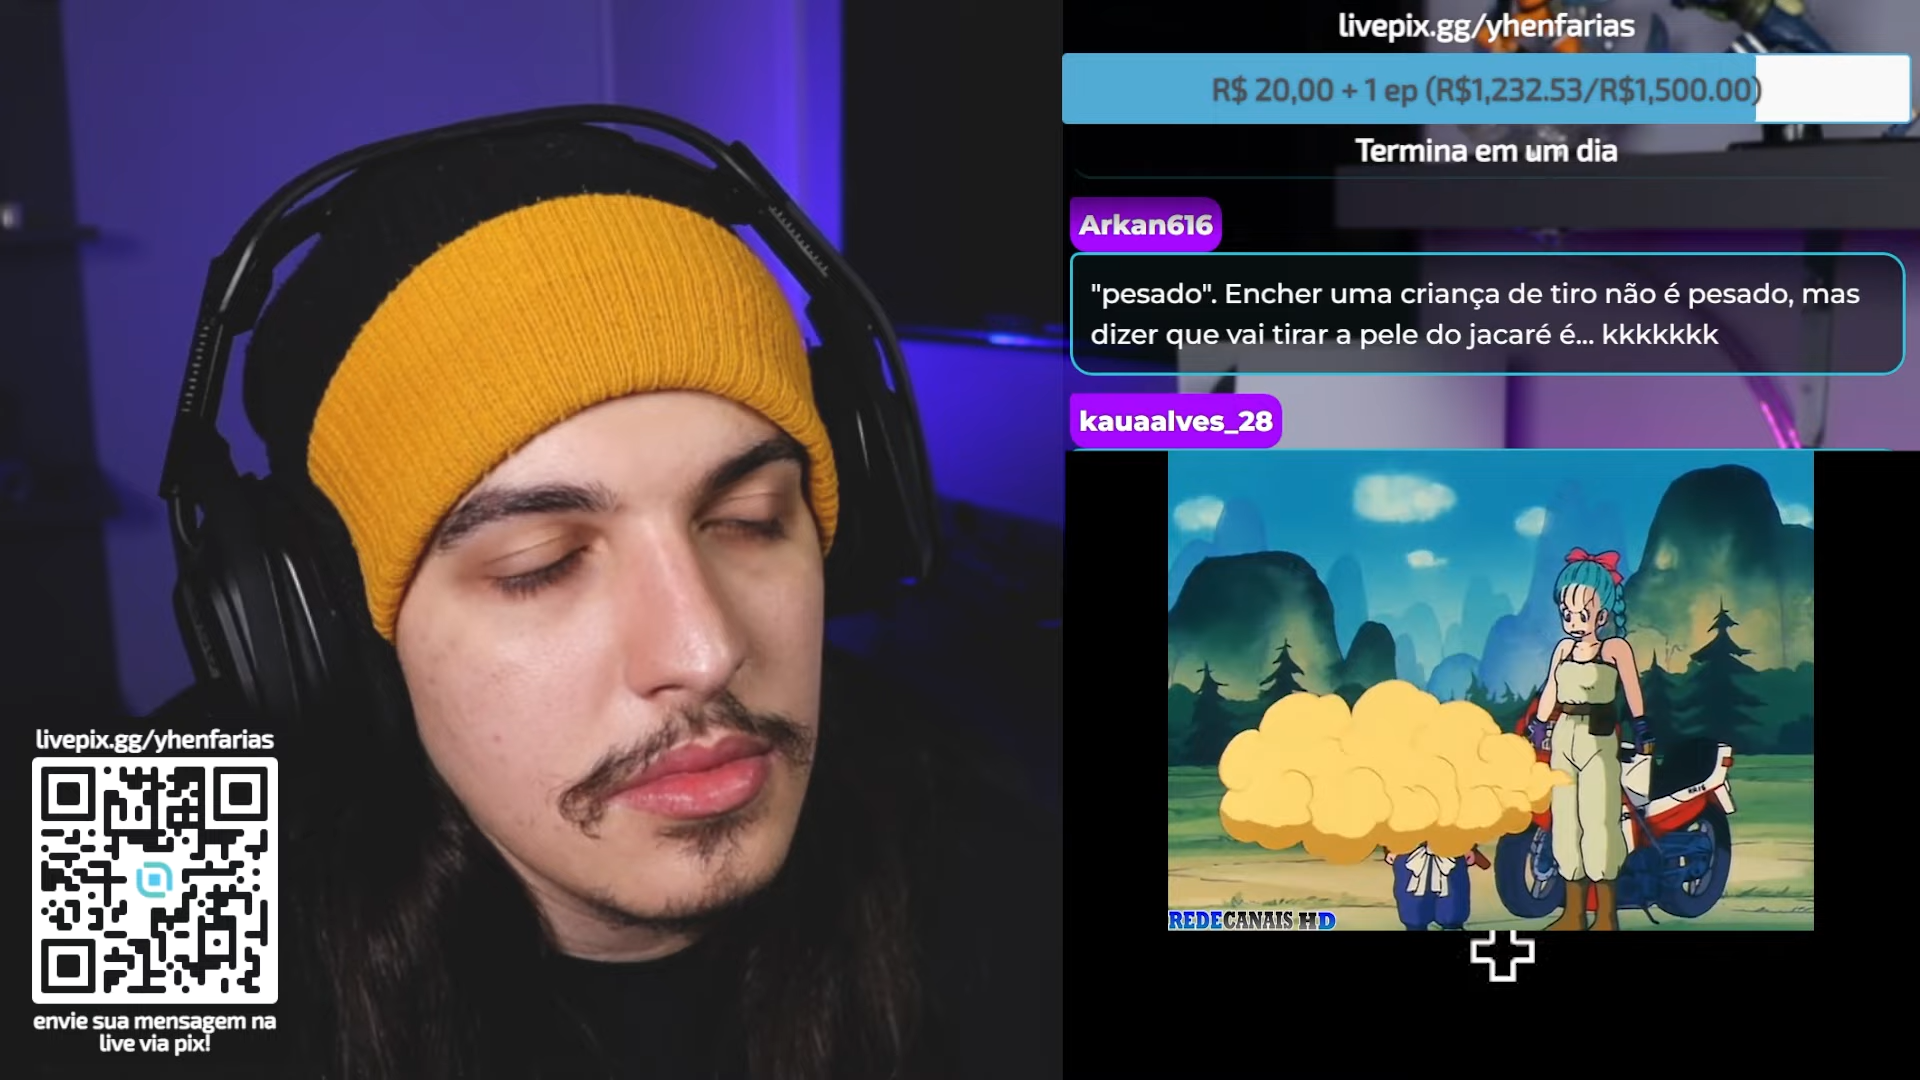 livepix.gg/yhenfarias
R$ 20,00 + 1 ep (R$1,232.53/R$1,500.00)
Termina em um dia
Arkan616
"pesado". Encher uma criança de tiro não é pesado, mas
dizer que vai tirar a pele do jacaré é... kkkkkkk
kauaalves_28
REDECANAIS HD
livepix.gg/yhenfarias
envie sua mensagem na
live via pix!